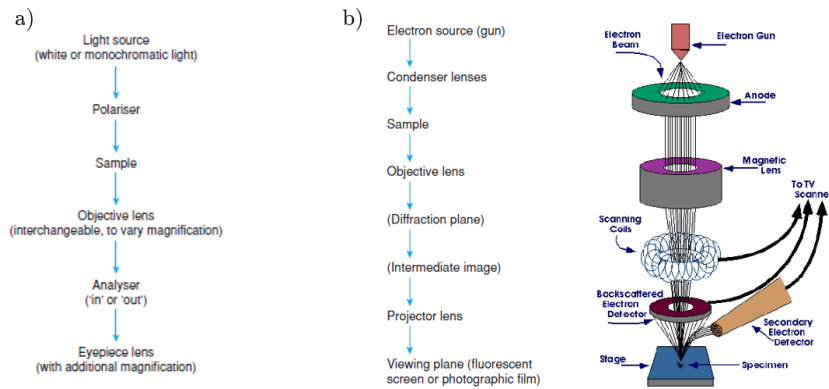 a)
Light source
(white or monochromatic light)
Polariser
Sample
Objective lens
(interchangeable, to vary magnification)
Analyser
('in' or 'out')
Eyepiece lens
(with additional magnification)
b)
Electron source (gun)
Condenser lenses
Sample
Objective lens
(Diffraction plane)
(Intermediate image)
Projector lens
Viewing plane (fluorescent
screen or photographic film)
Electron
Beam
Electron Gun
Anode
Magnetic
Lens
To TV
Scanne
Scanning
Coils
Backscattered
Electron
Detector
Secondary
Electron
Detector
Stage
Specimen